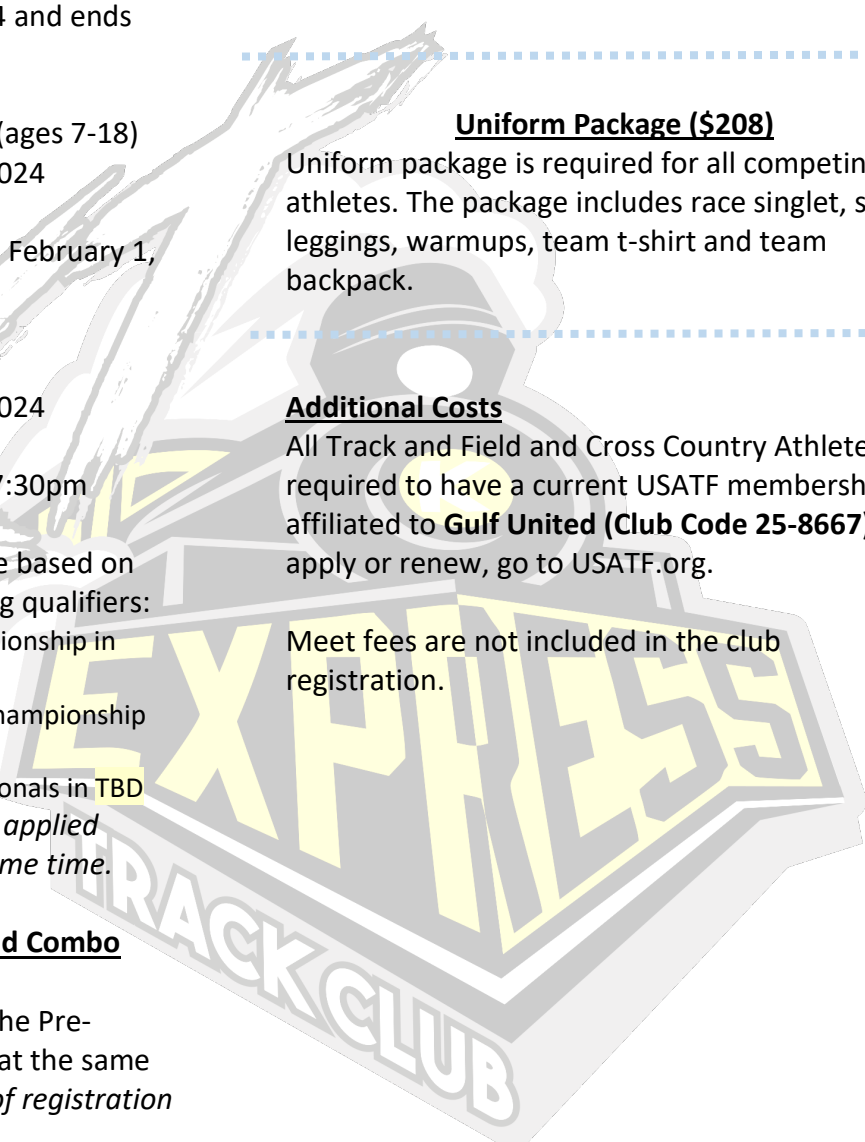 4 and ends
(ages 7-18)
024
February 1,
024
7:30pm
e based on
g qualifiers:
ionship in
hampionship
onals in TBD
applied
me time.
d Combo
he Pre-
at the same
of registration
Uniform Package ($208)
Uniform package is required for all competin
athletes. The package includes race singlet, s
leggings, warmups, team t-shirt and team
backpack.
Additional Costs
All Track and Field and Cross Country Athlete
required to have a current USATF membersh
affiliated to Gulf United (Club Code 25-8667)
apply or renew, go to USATF.org.
Meet fees are not included in the club
registration.
K
EXPRESS
TRACK CLUB